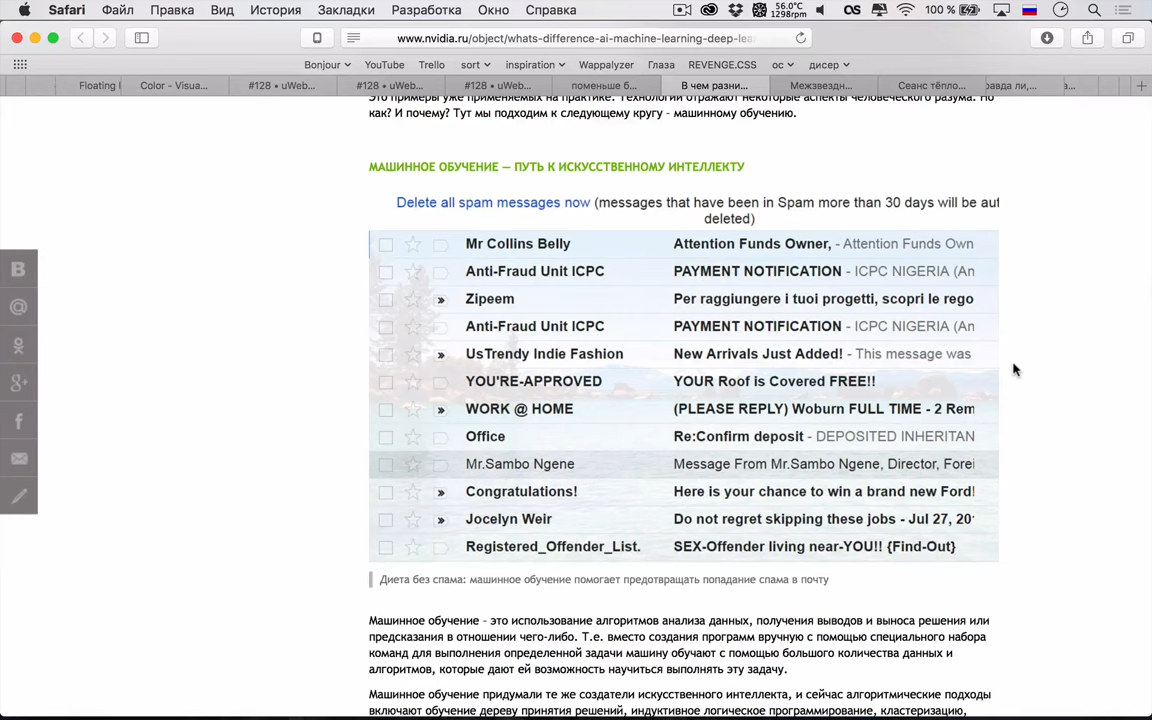 Safari Файл Правка Вид История Закладки Разработка Окно Справка 56.0°C 1298rpm 100 %
www.nvidia.ru/object/whats-difference-ai-machine-learning-deep-lea
Bonjour YouTube Trello sort inspiration Wappalyzer Глаза REVENGE.CSS ос дисер
Floating Color - Visua... #128 • uWeb... #128 • uWeb... #128 • uWeb... поменьше б... В чем разни... Межзвездн... Сеанс тёпло... равда ли,... а...
Это примеры уже применяемых на практике. Технологии отражают некоторые аспекты человеческого разума. Но
как? И почему? Тут мы подходим к следующему кругу - машинному обучению.
МАШИННОЕ ОБУЧЕНИЕ — ПУТЬ К ИСКУССТВЕННОМУ ИНТЕЛЛЕКТУ
Delete all spam messages now (messages that have been in Spam more than 30 days will be aut
deleted)
Mr Collins Belly Attention Funds Owner, - Attention Funds Own
Anti-Fraud Unit ICPC PAYMENT NOTIFICATION - ICPC NIGERIA (An
» Zipeem Per raggiungere i tuoi progetti, scopri le rego
Anti-Fraud Unit ICPC PAYMENT NOTIFICATION - ICPC NIGERIA (An
» UsTrendy Indie Fashion New Arrivals Just Added! - This message was
YOU'RE-APPROVED YOUR Roof is Covered FREE!!
» WORK @ HOME (PLEASE REPLY) Woburn FULL TIME - 2 Rem
Office Re:Confirm deposit - DEPOSITED INHERITAN
Mr.Sambo Ngene Message From Mr.Sambo Ngene, Director, Forei
» Congratulations! Here is your chance to win a brand new Ford!
» Jocelyn Weir Do not regret skipping these jobs - Jul 27, 20
Registered_Offender_List. SEX-Offender living near-YOU!! {Find-Out}
Диета без спама: машинное обучение помогает предотвращать попадание спама в почту
Машинное обучение - это использование алгоритмов анализа данных, получения выводов и выноса решения или
предсказания в отношении чего-либо. Т.е. вместо создания программ вручную с помощью специального набора
команд для выполнения определенной задачи машину обучают с помощью большого количества данных и
алгоритмов, которые дают ей возможность научиться выполнять эту задачу.
Машинное обучение придумали те же создатели искусственного интеллекта, и сейчас алгоритмические подходы
включают обучение дереву принятия решений, индуктивное логическое программирование, кластеризацию,